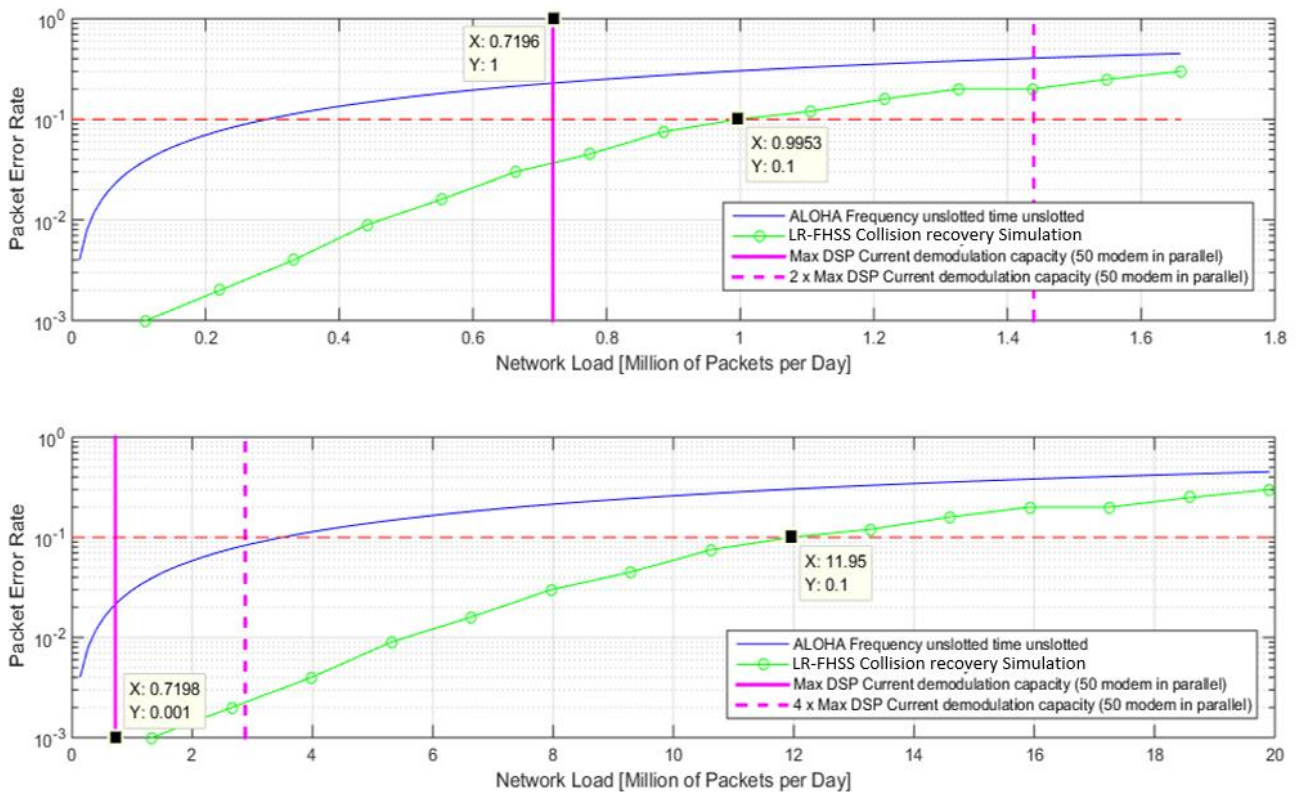 10^0
10^-1
10^-2
10^-3
Packet Error Rate
X: 0.7196
Y: 1
X: 0.9953
Y: 0.1
ALOHA Frequency unslotted time unslotted
LR-FHSS Collision recovery Simulation
Max DSP Current demodulation capacity (50 modem in parallel)
2 x Max DSP Current demodulation capacity (50 modem in parallel)
0 0.2 0.4 0.6 0.8 1 1.2 1.4 1.6 1.8
Network Load [Million of Packets per Day]
10^0
10^-1
10^-2
10^-3
Packet Error Rate
X: 11.95
Y: 0.1
X: 0.7198
Y: 0.001
ALOHA Frequency unslotted time unslotted
LR-FHSS Collision recovery Simulation
Max DSP Current demodulation capacity (50 modem in parallel)
4 x Max DSP Current demodulation capacity (50 modem in parallel)
0 2 4 6 8 10 12 14 16 18 20
Network Load [Million of Packets per Day]